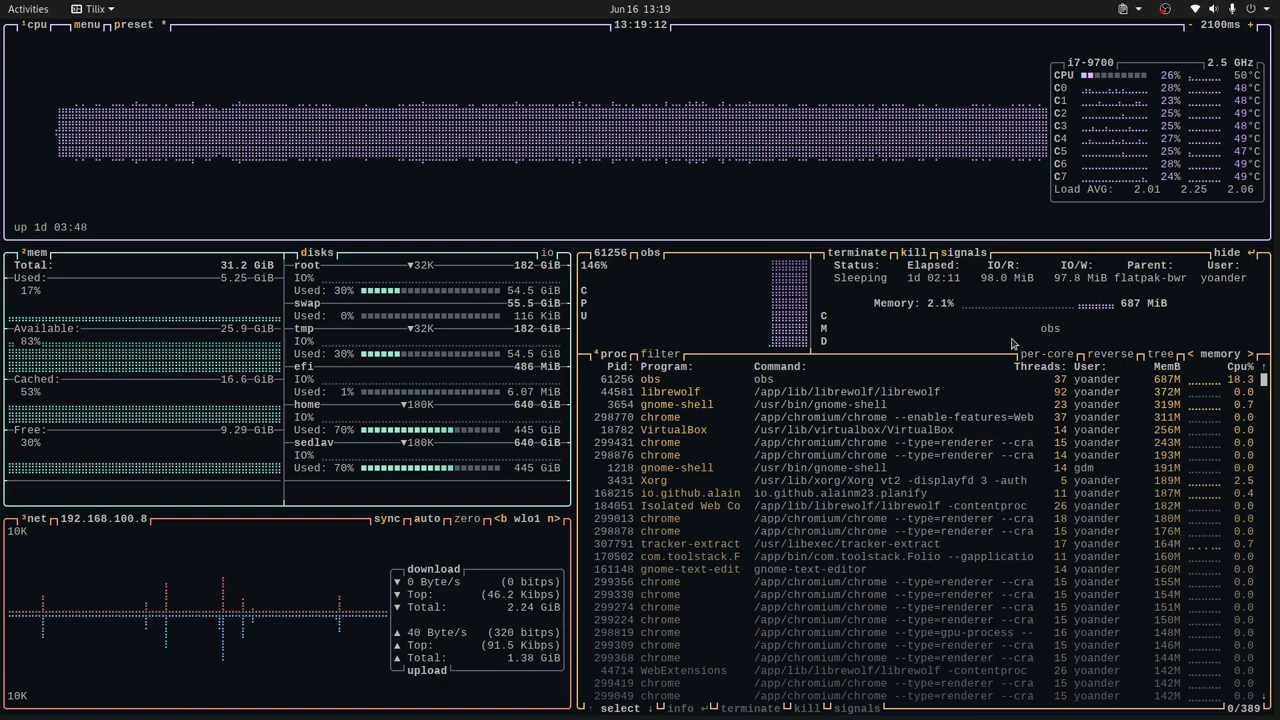 Activities Tilix Jun 16 13:19
¹cpu menu preset * 13:19:12 - 2100ms +
i7-9700 2.5 GHz
CPU 26% 50°C
C0 28% 48°C
C1 23% 48°C
C2 25% 49°C
C3 25% 48°C
C4 27% 49°C
C5 25% 47°C
C6 28% 49°C
C7 24% 49°C
Load AVG: 2.01 2.25 2.06
up 1d 03:48
²mem
Total: 31.2 GiB
Used: 5.25 GiB
17%
Available: 25.9 GiB
83%
Cached: 16.6 GiB
53%
Free: 9.29 GiB
30%
disks io
root ▼32K 182 GiB
IO%
Used: 30% 54.5 GiB
swap 55.5 GiB
Used: 0% 116 KiB
tmp ▼32K 182 GiB
IO%
Used: 30% 54.5 GiB
efi 486 MiB
IO%
Used: 1% 6.07 MiB
home ▼180K 640 GiB
IO%
Used: 70% 445 GiB
sedlav ▼180K 640 GiB
IO%
Used: 70% 445 GiB
³net 192.168.100.8 sync auto zero <b wlo1 n>
10K
10K
download
▼ 0 Byte/s (0 bitps)
▼ Top: (46.2 Kibps)
▼ Total: 2.24 GiB
▲ 40 Byte/s (320 bitps)
▲ Top: (91.5 Kibps)
▲ Total: 1.38 GiB
upload
61256 obs terminate kill signals hide ↵
146%
C
P
U
Status: Elapsed: IO/R: IO/W: Parent: User:
Sleeping 1d 02:11 98.0 MiB 97.8 MiB flatpak-bwr yoander
Memory: 2.1% 687 MiB
C
M obs
D
⁴proc filter per-core reverse tree < memory >
Pid: Program: Command: Threads: User: MemB Cpu% ↑
61256 obs obs 37 yoander 687M 18.3
44581 librewolf /app/lib/librewolf/librewolf 92 yoander 372M 0.0
3654 gnome-shell /usr/bin/gnome-shell 23 yoander 319M 0.7
298770 chrome /app/chromium/chrome --enable-features=Web 37 yoander 311M 0.0
18782 VirtualBox /usr/lib/virtualbox/VirtualBox 14 yoander 256M 0.0
299431 chrome /app/chromium/chrome --type=renderer --cra 15 yoander 243M 0.0
298876 chrome /app/chromium/chrome --type=renderer --cra 14 yoander 193M 0.0
1218 gnome-shell /usr/bin/gnome-shell 14 gdm 191M 0.0
3431 Xorg /usr/lib/xorg/Xorg vt2 -displayfd 3 -auth 5 yoander 189M 2.5
168215 io.github.alain io.github.alainm23.planify 11 yoander 187M 0.4
184051 Isolated Web Co /app/lib/librewolf/librewolf -contentproc 26 yoander 182M 0.0
299013 chrome /app/chromium/chrome --type=renderer --cra 18 yoander 180M 0.0
298878 chrome /app/chromium/chrome --type=renderer --cra 15 yoander 176M 0.0
307791 tracker-extract /usr/libexec/tracker-extract 17 yoander 164M 0.7
170502 com.toolstack.F /app/bin/com.toolstack.Folio --gapplicatio 11 yoander 160M 0.0
161148 gnome-text-edit gnome-text-editor 14 yoander 160M 0.0
299356 chrome /app/chromium/chrome --type=renderer --cra 15 yoander 155M 0.0
299330 chrome /app/chromium/chrome --type=renderer --cra 15 yoander 154M 0.0
299274 chrome /app/chromium/chrome --type=renderer --cra 15 yoander 151M 0.0
299224 chrome /app/chromium/chrome --type=renderer --cra 15 yoander 150M 0.0
298819 chrome /app/chromium/chrome --type=gpu-process -- 16 yoander 148M 0.0
299309 chrome /app/chromium/chrome --type=renderer --cra 15 yoander 146M 0.0
299368 chrome /app/chromium/chrome --type=renderer --cra 15 yoander 144M 0.0
44714 WebExtensions /app/lib/librewolf/librewolf -contentproc 26 yoander 142M 0.0
299419 chrome /app/chromium/chrome --type=renderer --cra 15 yoander 142M 0.0
299049 chrome /app/chromium/chrome --type=renderer --cra 15 yoander 142M 0.0 ↓
↑ select ↓ info ↵ terminate kill signals 0/389